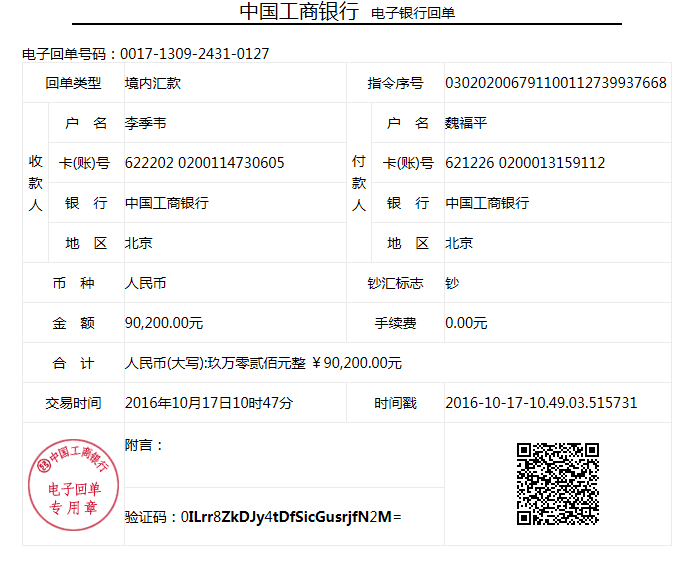 中国工商银行 电子银行回单
电子回单号码：0017-1309-2431-0127
回单类型 境内汇款 指令序号 030202006791100112739937668
收款人 户 名 李季韦 付款人 户 名 魏福平
卡(账)号 622202 0200114730605 卡(账)号 621226 0200013159112
银 行 中国工商银行 银 行 中国工商银行
地 区 北京 地 区 北京
币 种 人民币 钞汇标志 钞
金 额 90,200.00元 手续费 0.00元
合 计 人民币(大写):玖万零贰佰元整 ￥90,200.00元
交易时间 2016年10月17日10时47分 时间戳 2016-10-17-10.49.03.515731
附言：
中国工商银行
电子回单
专用章
验证码：0ILrr8ZkDJy4tDfSicGusrjfN2M=